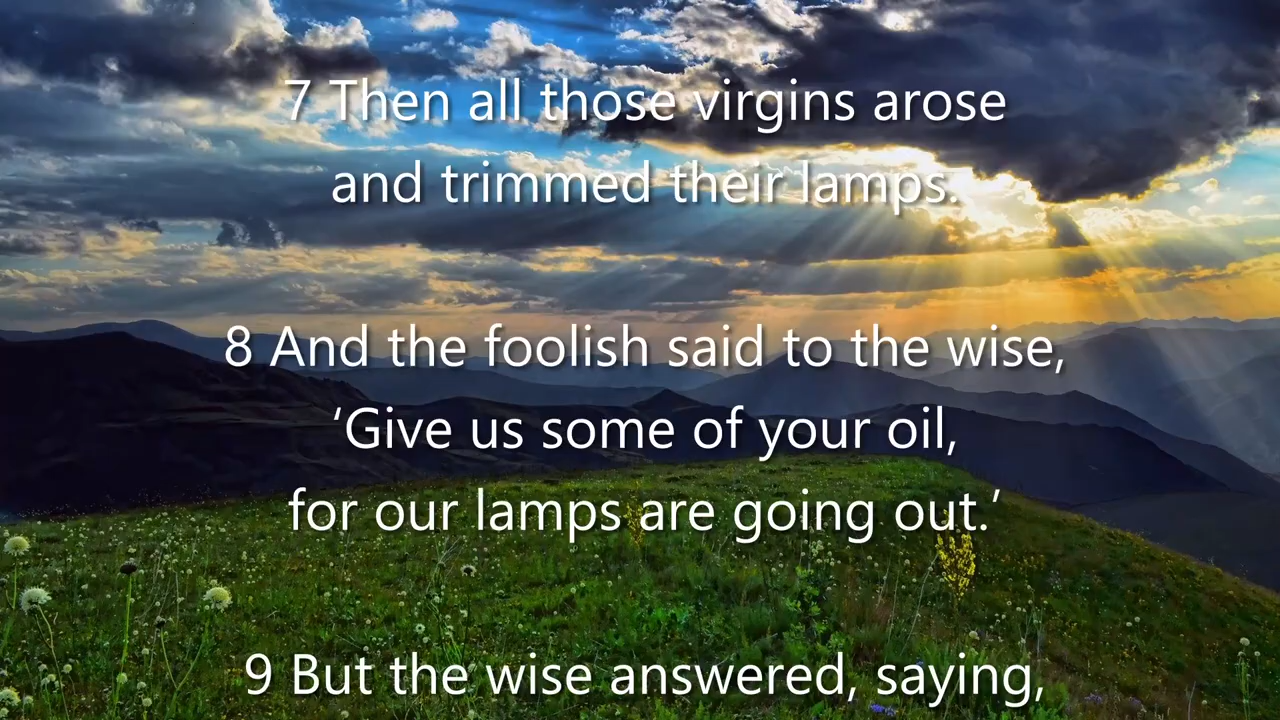 7 Then all those virgins arose
and trimmed their lamps.
8 And the foolish said to the wise,
‘Give us some of your oil,
for our lamps are going out.’
9 But the wise answered, saying,